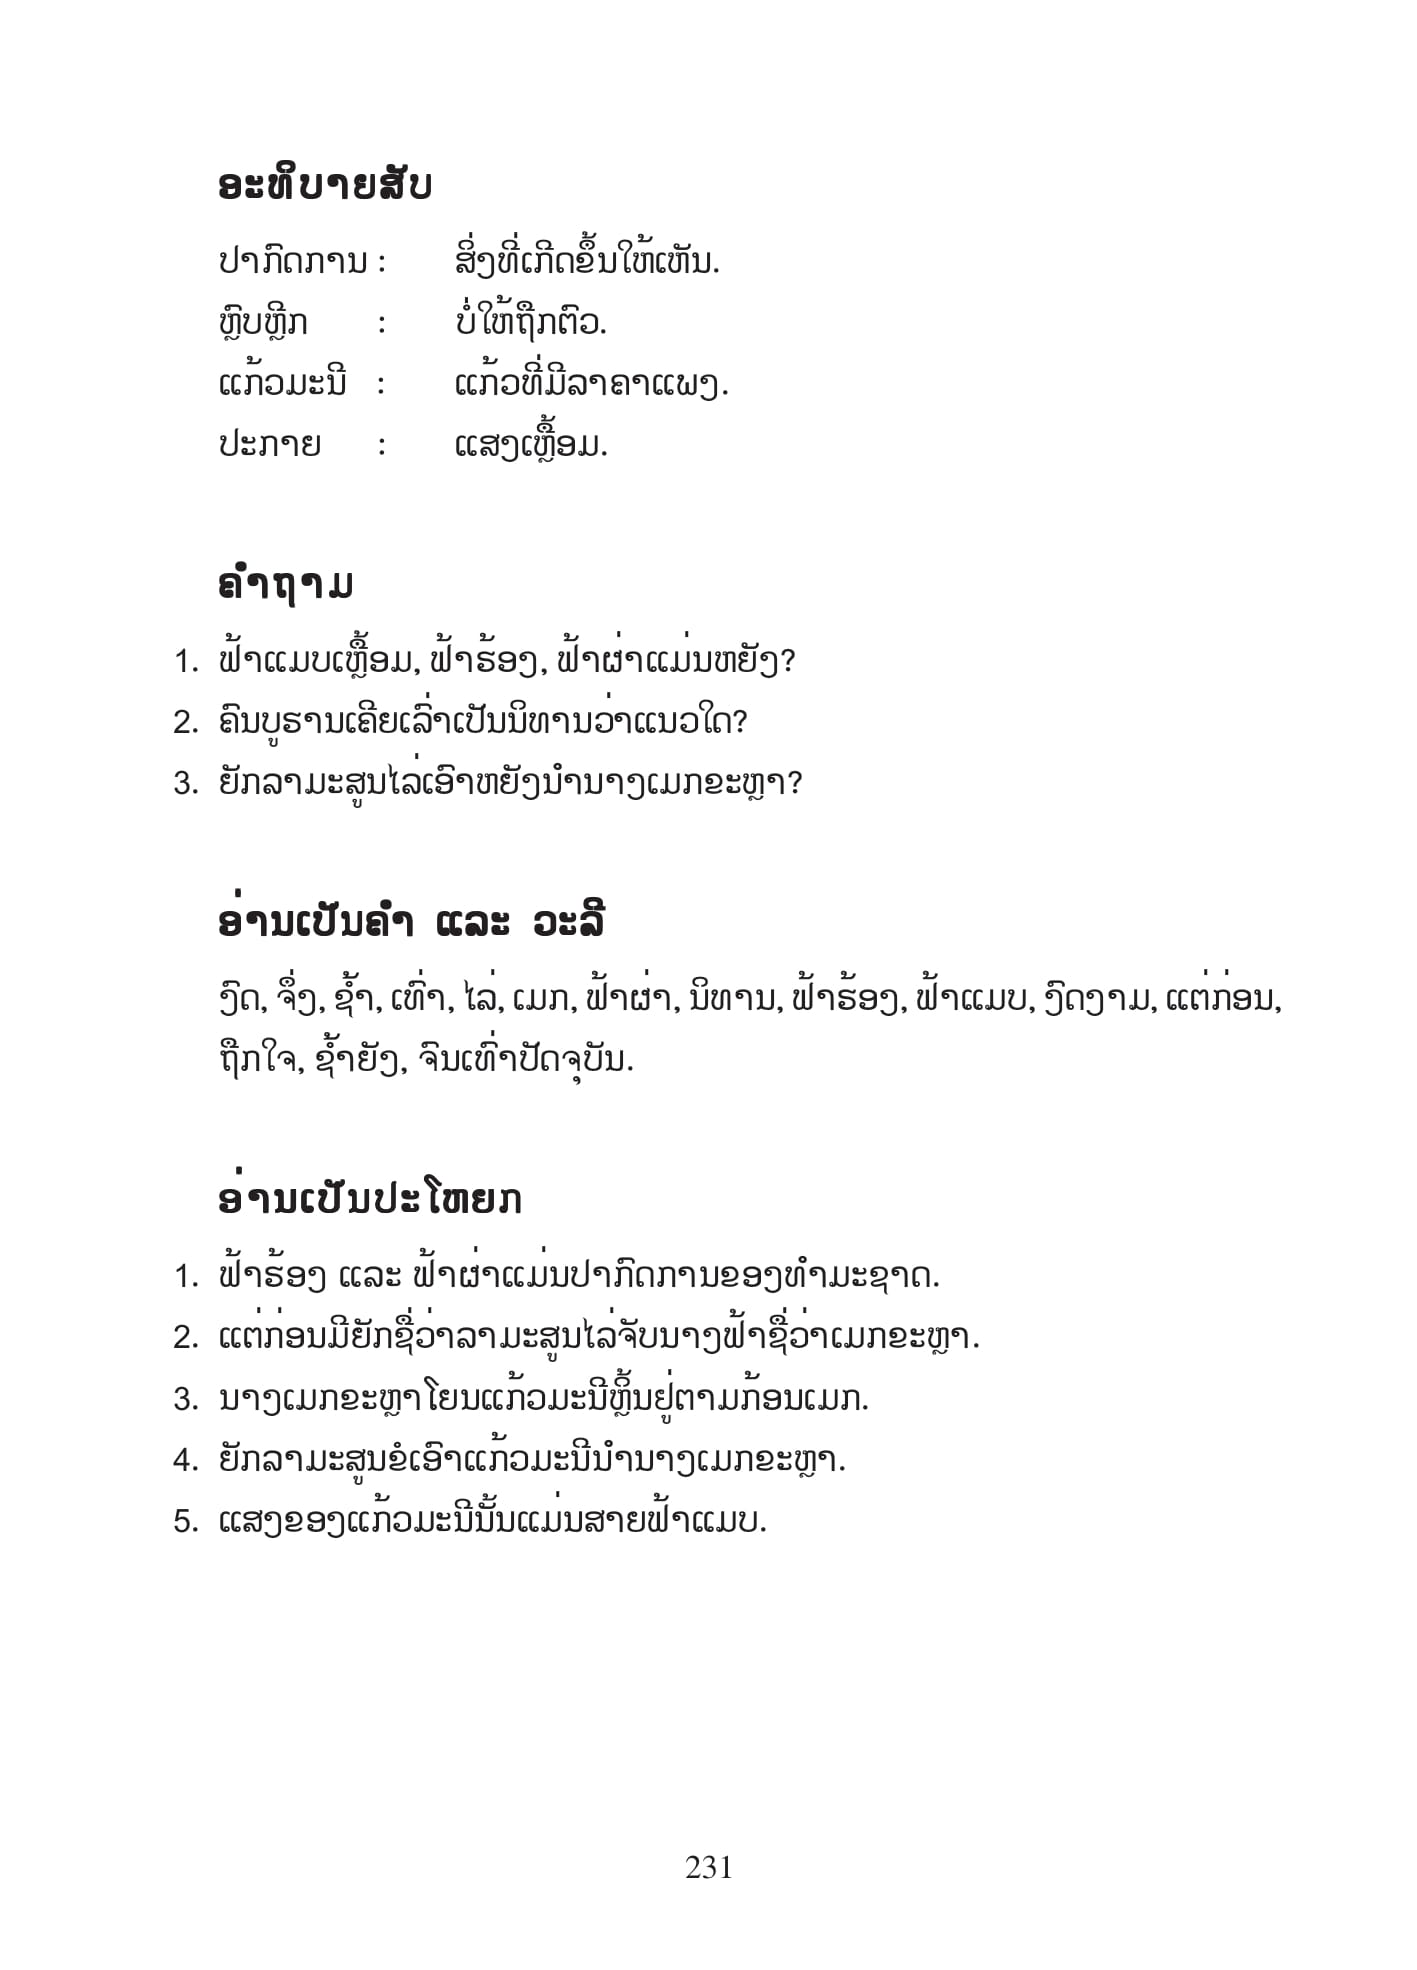 ອະທິບາຍສັບ
ປາກົດການ : ສິ່ງທີ່ເກີດຂຶ້ນໃຫ້ເຫັນ.
ຫຼົບຫຼີກ : ບໍ່ໃຫ້ຖືກຕົວ.
ແກ້ວມະນີ : ແກ້ວທີ່ມີລາຄາແພງ.
ປະກາຍ : ແສງເຫຼື້ອມ.
ຄຳຖາມ
1. ຟ້າແມບເຫຼື້ອມ, ຟ້າຮ້ອງ, ຟ້າຜ່າແມ່ນຫຍັງ?
2. ຄົນບູຮານເຄີຍເລົ່າເປັນນິທານວ່າແນວໃດ?
3. ຍັກລາມະສູນໄລ່ເອົາຫຍັງນຳນາງເມກຂະຫຼາ?
ອ່ານເປັນຄຳ ແລະ ວະລີ
ງົດ, ຈຶ່ງ, ຊ້ຳ, ເທົ່າ, ໄລ່, ເມກ, ຟ້າຜ່າ, ນິທານ, ຟ້າຮ້ອງ, ຟ້າແມບ, ງົດງາມ, ແຕ່ກ່ອນ,
ຖືກໃຈ, ຊ້ຳຍັງ, ຈົນເທົ່າປັດຈຸບັນ.
ອ່ານເປັນປະໂຫຍກ
1. ຟ້າຮ້ອງ ແລະ ຟ້າຜ່າແມ່ນປາກົດການຂອງທຳມະຊາດ.
2. ແຕ່ກ່ອນມີຍັກຊື່ວ່າລາມະສູນໄລ່ຈັບນາງຟ້າຊື່ວ່າເມກຂະຫຼາ.
3. ນາງເມກຂະຫຼາໂຍນແກ້ວມະນີຫຼິ້ນຢູ່ຕາມກ້ອນເມກ.
4. ຍັກລາມະສູນຂໍເອົາແກ້ວມະນີນຳນາງເມກຂະຫຼາ.
5. ແສງຂອງແກ້ວມະນີນັ້ນແມ່ນສາຍຟ້າແມບ.
231